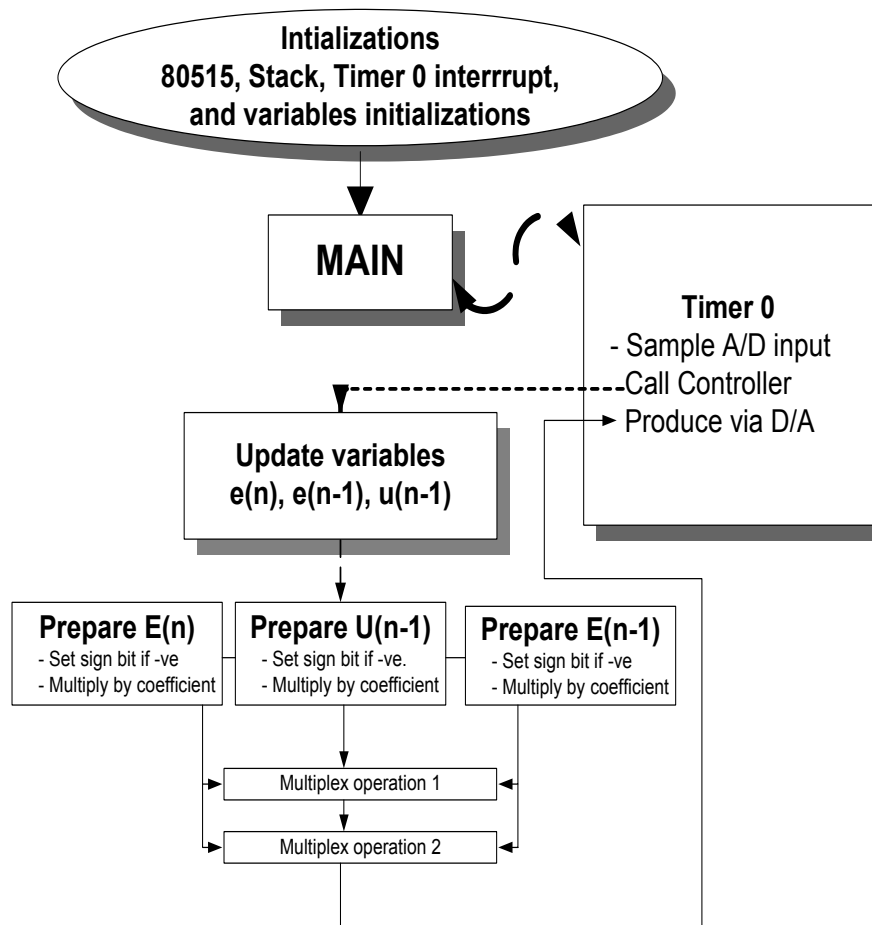 Intializations
80515, Stack, Timer 0 interrrupt,
and variables initializations
MAIN
Timer 0
- Sample A/D input
Call Controller
Produce via D/A
Update variables
e(n), e(n-1), u(n-1)
Prepare E(n)
- Set sign bit if -ve
- Multiply by coefficient
Prepare U(n-1)
- Set sign bit if -ve.
- Multiply by coefficient
Prepare E(n-1)
- Set sign bit if -ve
- Multiply by coefficient
Multiplex operation 1
Multiplex operation 2